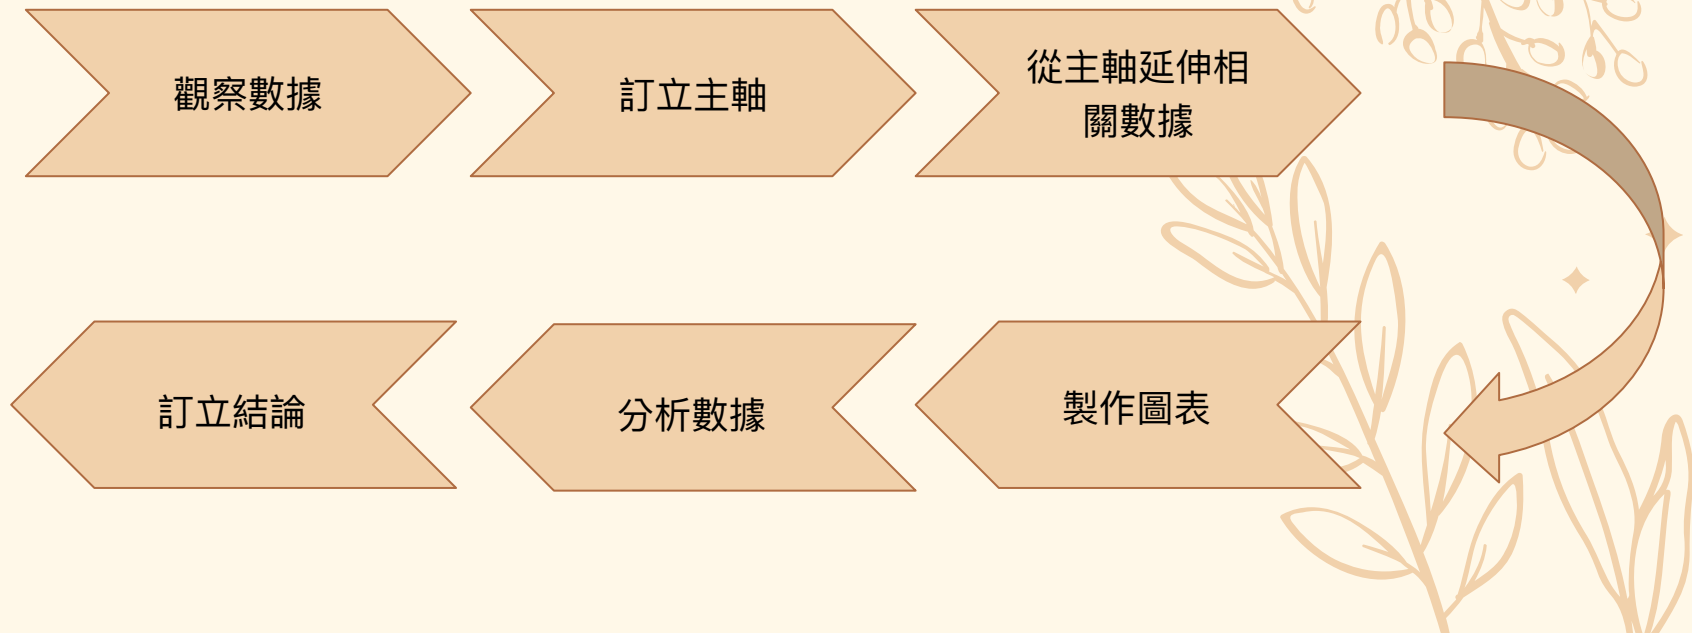 觀察數據
訂立主軸
從主軸延伸相
關數據
製作圖表
分析數據
訂立結論